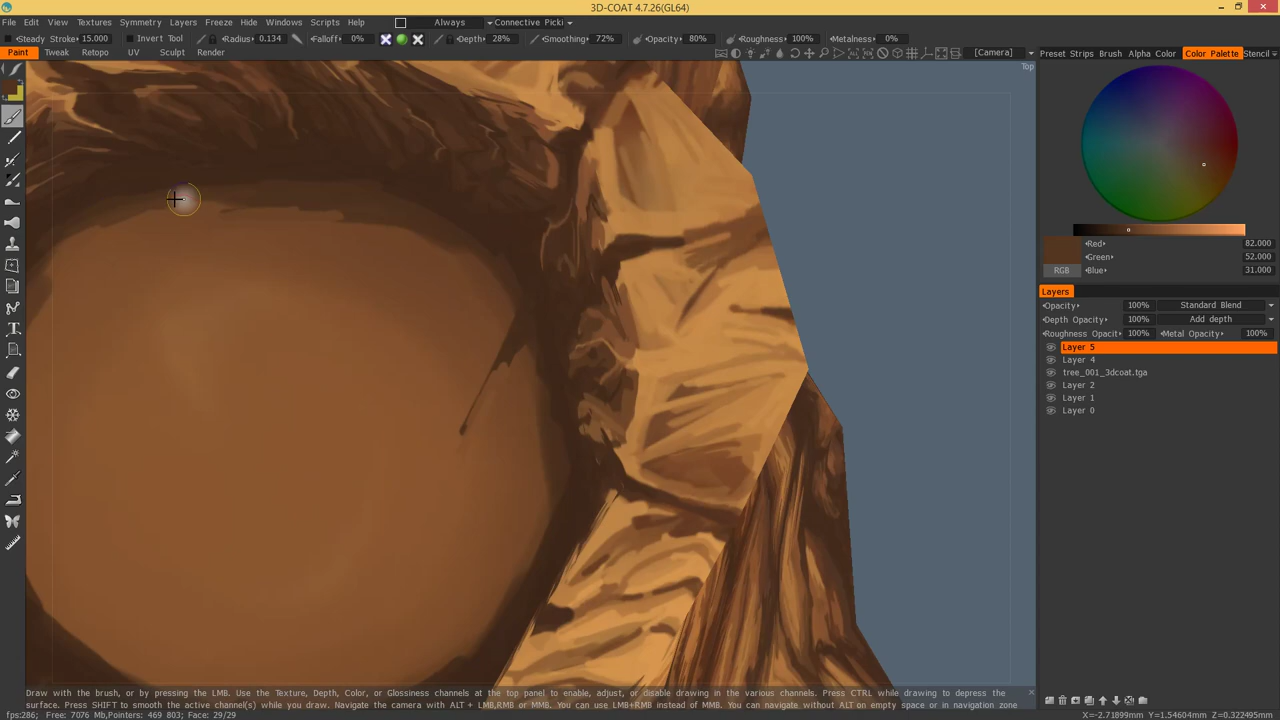 3D-COAT 4.7.26(GL64)
File Edit View Textures Symmetry Layers Freeze Hide Windows Scripts Help Always Connective Picki
Steady Stroke 15.000 Invert Tool Radius 0.134 Falloff 0% Depth 28% Smoothing 72% Opacity 80% Roughness 100% Metalness 0%
Paint Tweak Retopo UV Sculpt Render [Camera] Preset Strips Brush Alpha Color Color Palette Stencil
Top
Red 82.000
Green 52.000
RGB Blue 31.000
Layers
Opacity 100% Standard Blend
Depth Opacity 100% Add depth
Roughness Opacit 100% Metal Opacity 100%
Layer 5
Layer 4
tree_001_3dcoat.tga
Layer 2
Layer 1
Layer 0
Draw with the brush, or by pressing the LMB. Use the Texture, Depth, Color, or Glossiness channels at the top panel to enable, adjust, or disable drawing in the various channels. Press CTRL while drawing to depress the
surface. Press SHIFT to smooth the active channel(s) while you draw. Navigate the camera with ALT + LMB,RMB or MMB. You can use LMB+RMB instead of MMB. You can navigate without ALT on empty space or in navigation zone
fps:286; Free: 7076 Mb,Pointers: 469 803; Face: 29/29 X=-2.71899mm Y=1.54604mm Z=0.322495mm